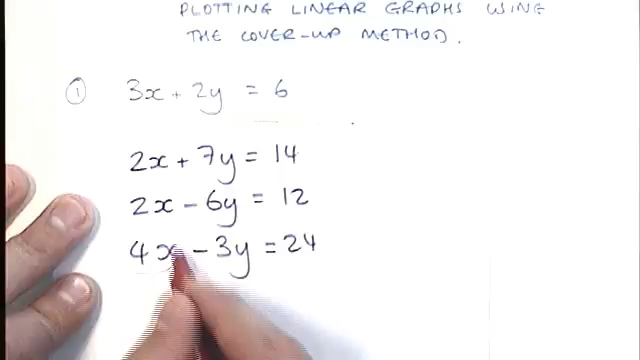 PLOTTING LINEAR GRAPHS USING
THE COVER-UP METHOD.
① 3x + 2y = 6
2x + 7y = 14
2x - 6y = 12
4x - 3y = 24